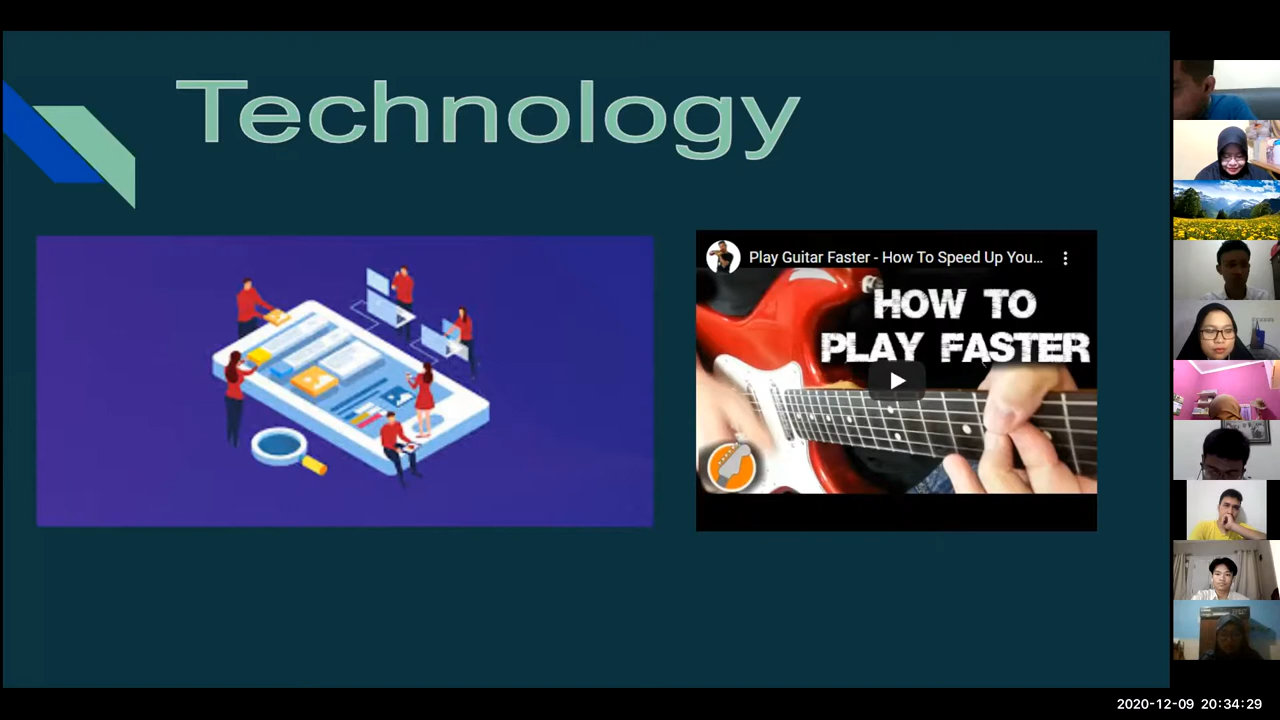 Technology
Play Guitar Faster - How To Speed Up You...
HOW TO
PLAY FASTER
2020-12-09 20:34:29